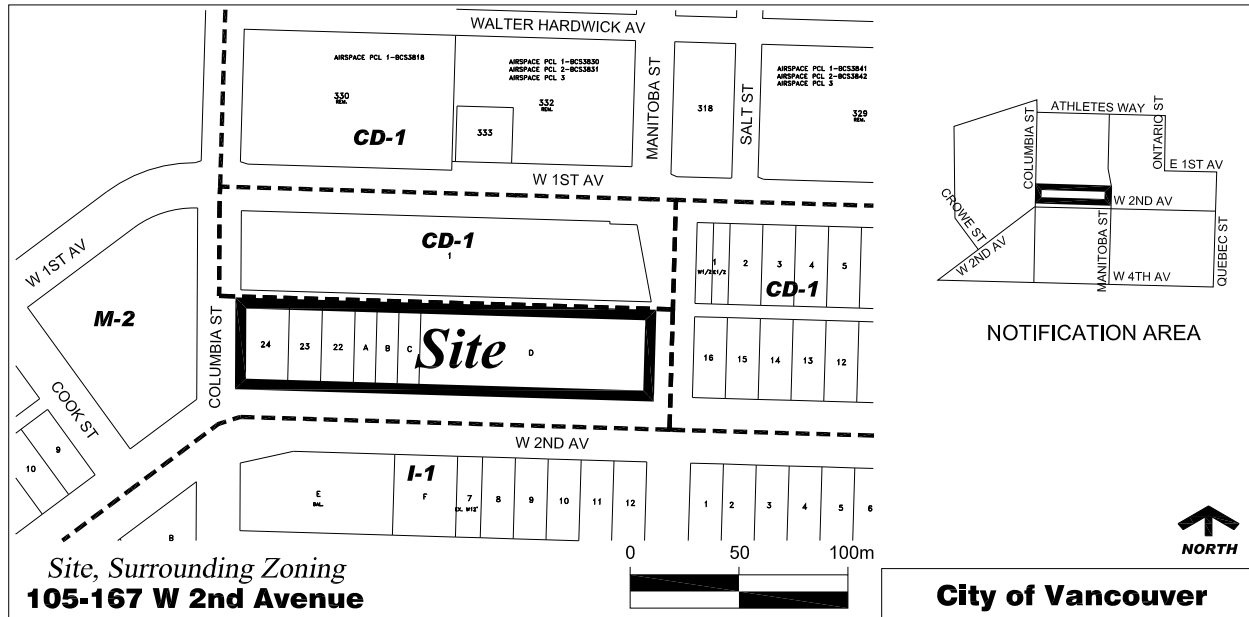 WALTER HARDWICK AV
AIRSPACE PCL 1-BCS3818
330
REM.
CD-1
AIRSPACE PCL 1-BCS3830
AIRSPACE PCL 2-BCS3831
AIRSPACE PCL 3
332
REM.
333
MANITOBA ST
318
SALT ST
AIRSPACE PCL 1-BCS3841
AIRSPACE PCL 2-BCS3842
AIRSPACE PCL 3
329
REM.
W 1ST AV
W 1ST AV
CD-1
1
1
W1/2
E1/2
2
3
4
5
CD-1
M-2
COLUMBIA ST
24
23
22
A
B
C
Site
D
16
15
14
13
12
COOK ST
9
10
W 2ND AV
I-1
E
BAL.
F
7
EX. W12'
8
9
10
11
12
1
2
3
4
5
6
B
Site, Surrounding Zoning
105-167 W 2nd Avenue
0
50
100m
ATHLETES WAY
COLUMBIA ST
ONTARIO ST
E 1ST AV
CROWE ST
W 2ND AV
W 2ND AV
MANITOBA ST
QUEBEC ST
W 4TH AV
NOTIFICATION AREA
NORTH
City of Vancouver